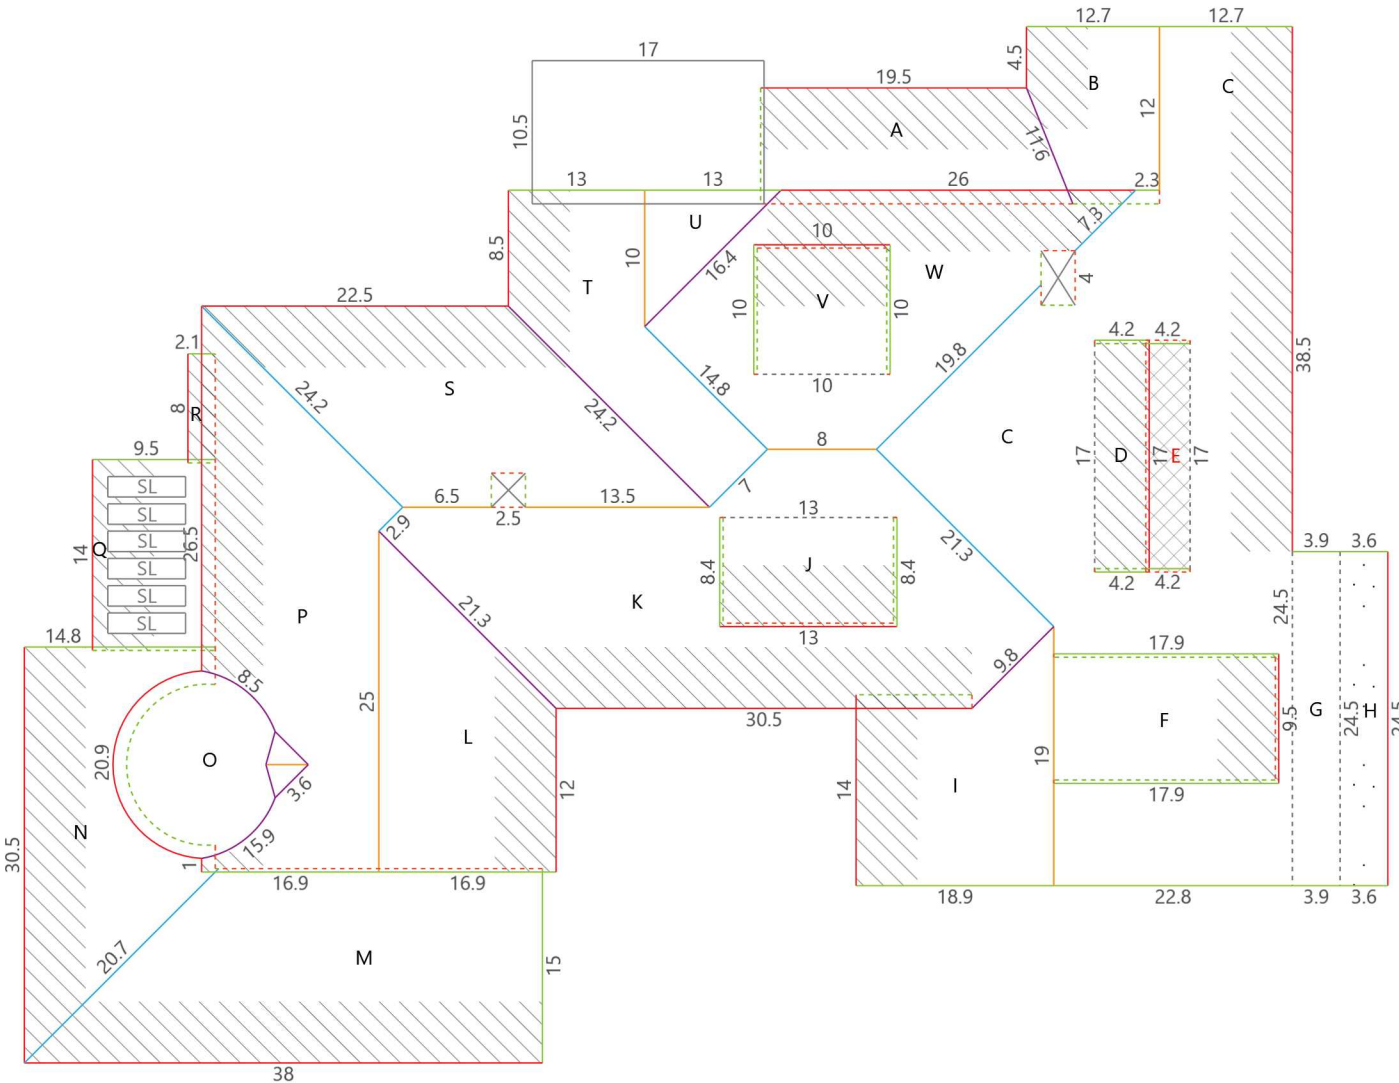 12.7 12.7
17
4.5
B C
19.5
12
10.5
A
11.6
13 13 26 2.3
7.3
U
8.5
10
16.4
10
W
4
T
22.5
V
10 10
2.1
4.2 4.2
19.8
38.5
14.8
10
24.2
S
24.2
8
R
8
C
17 D 17 E 17
9.5
7
SL
6.5
2.5
13.5
13
SL
2.9
21.3
14
Q
SL
26.5
3.9 3.6
SL
8.4
J
8.4
4.2 4.2
SL
21.3
K
24.5
P
SL
14.8
13
17.9
9.8
8.5
25
30.5
G
24.5
H
24.5
F
9.5
L
20.9
O
19
3.6
12
14
I
17.9
N
30.5
15.9
1
16.9 16.9
18.9 22.8 3.9 3.6
20.7
M
15
38